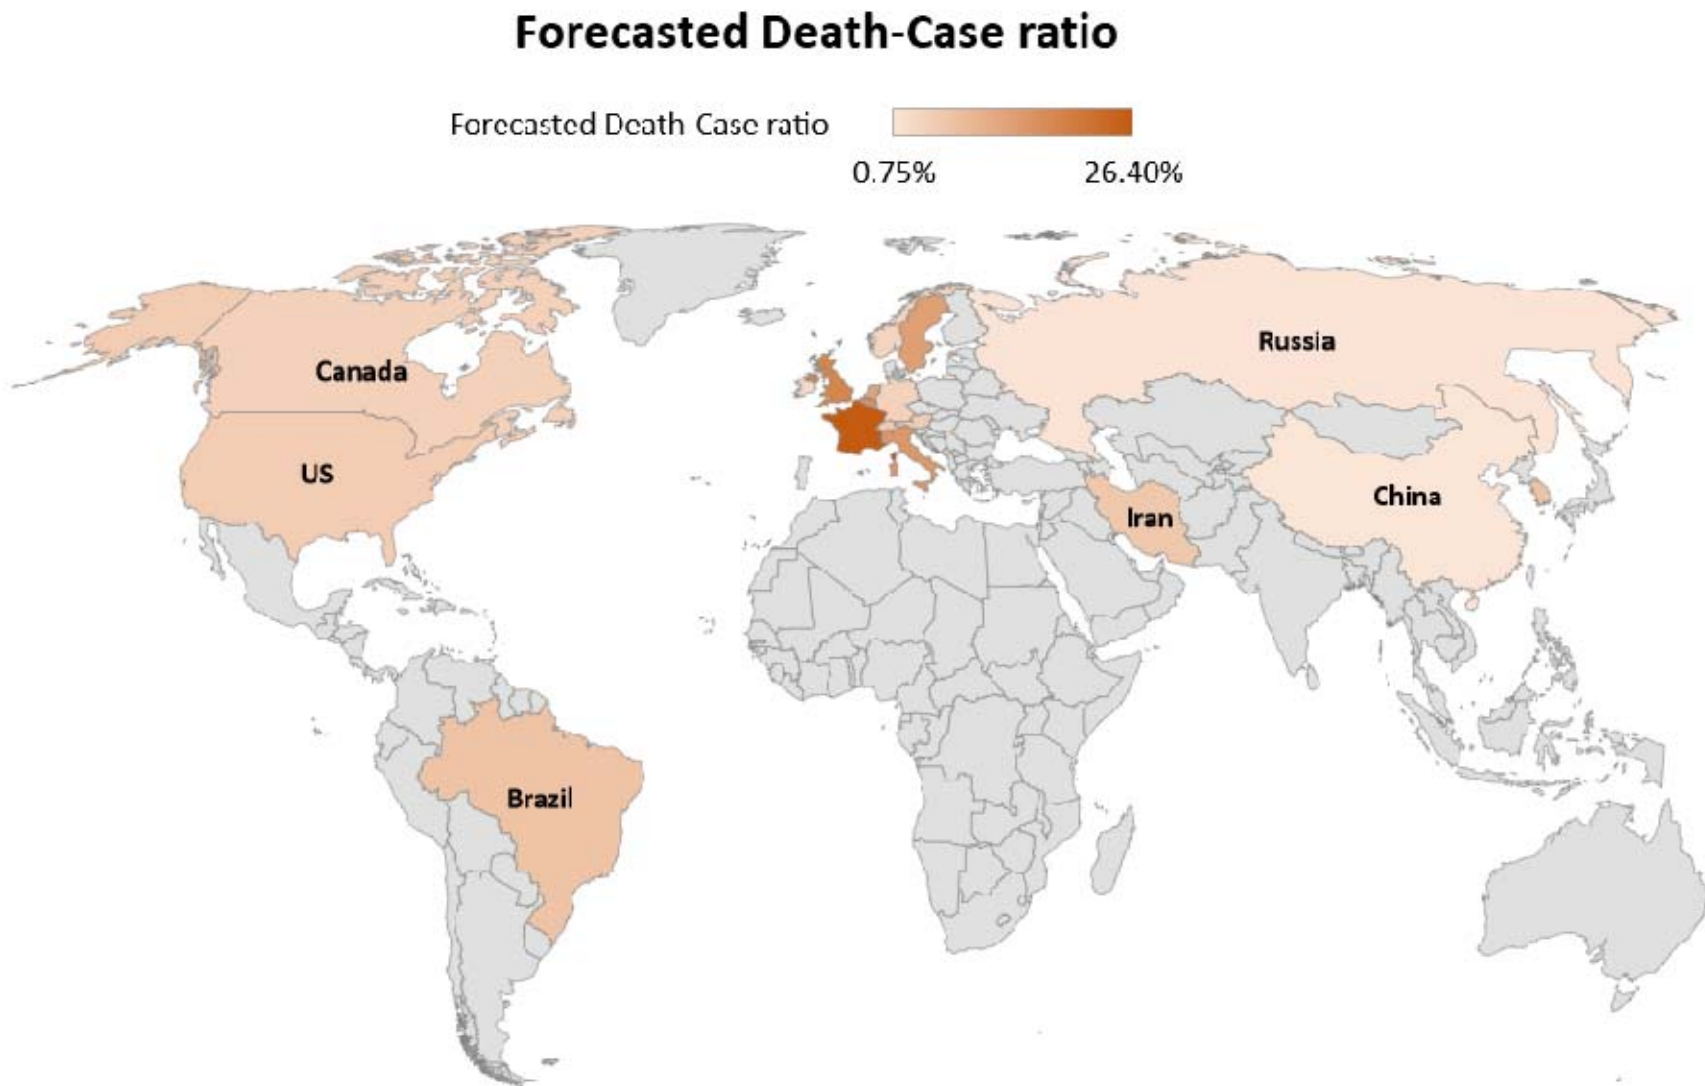 Forecasted Death-Case ratio
Forecasted Death-Case ratio
0.75% 26.40%
Russia
Canada
US
China
Iran
Brazil